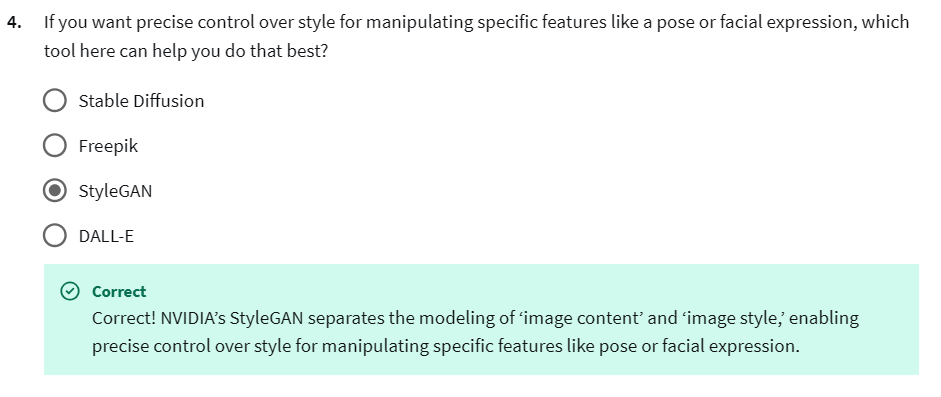 4. If you want precise control over style for manipulating specific features like a pose or facial expression, which
tool here can help you do that best?
Stable Diffusion
Freepik
StyleGAN
DALL-E
Correct
Correct! NVIDIA’s StyleGAN separates the modeling of ‘image content’ and ‘image style,’ enabling
precise control over style for manipulating specific features like pose or facial expression.